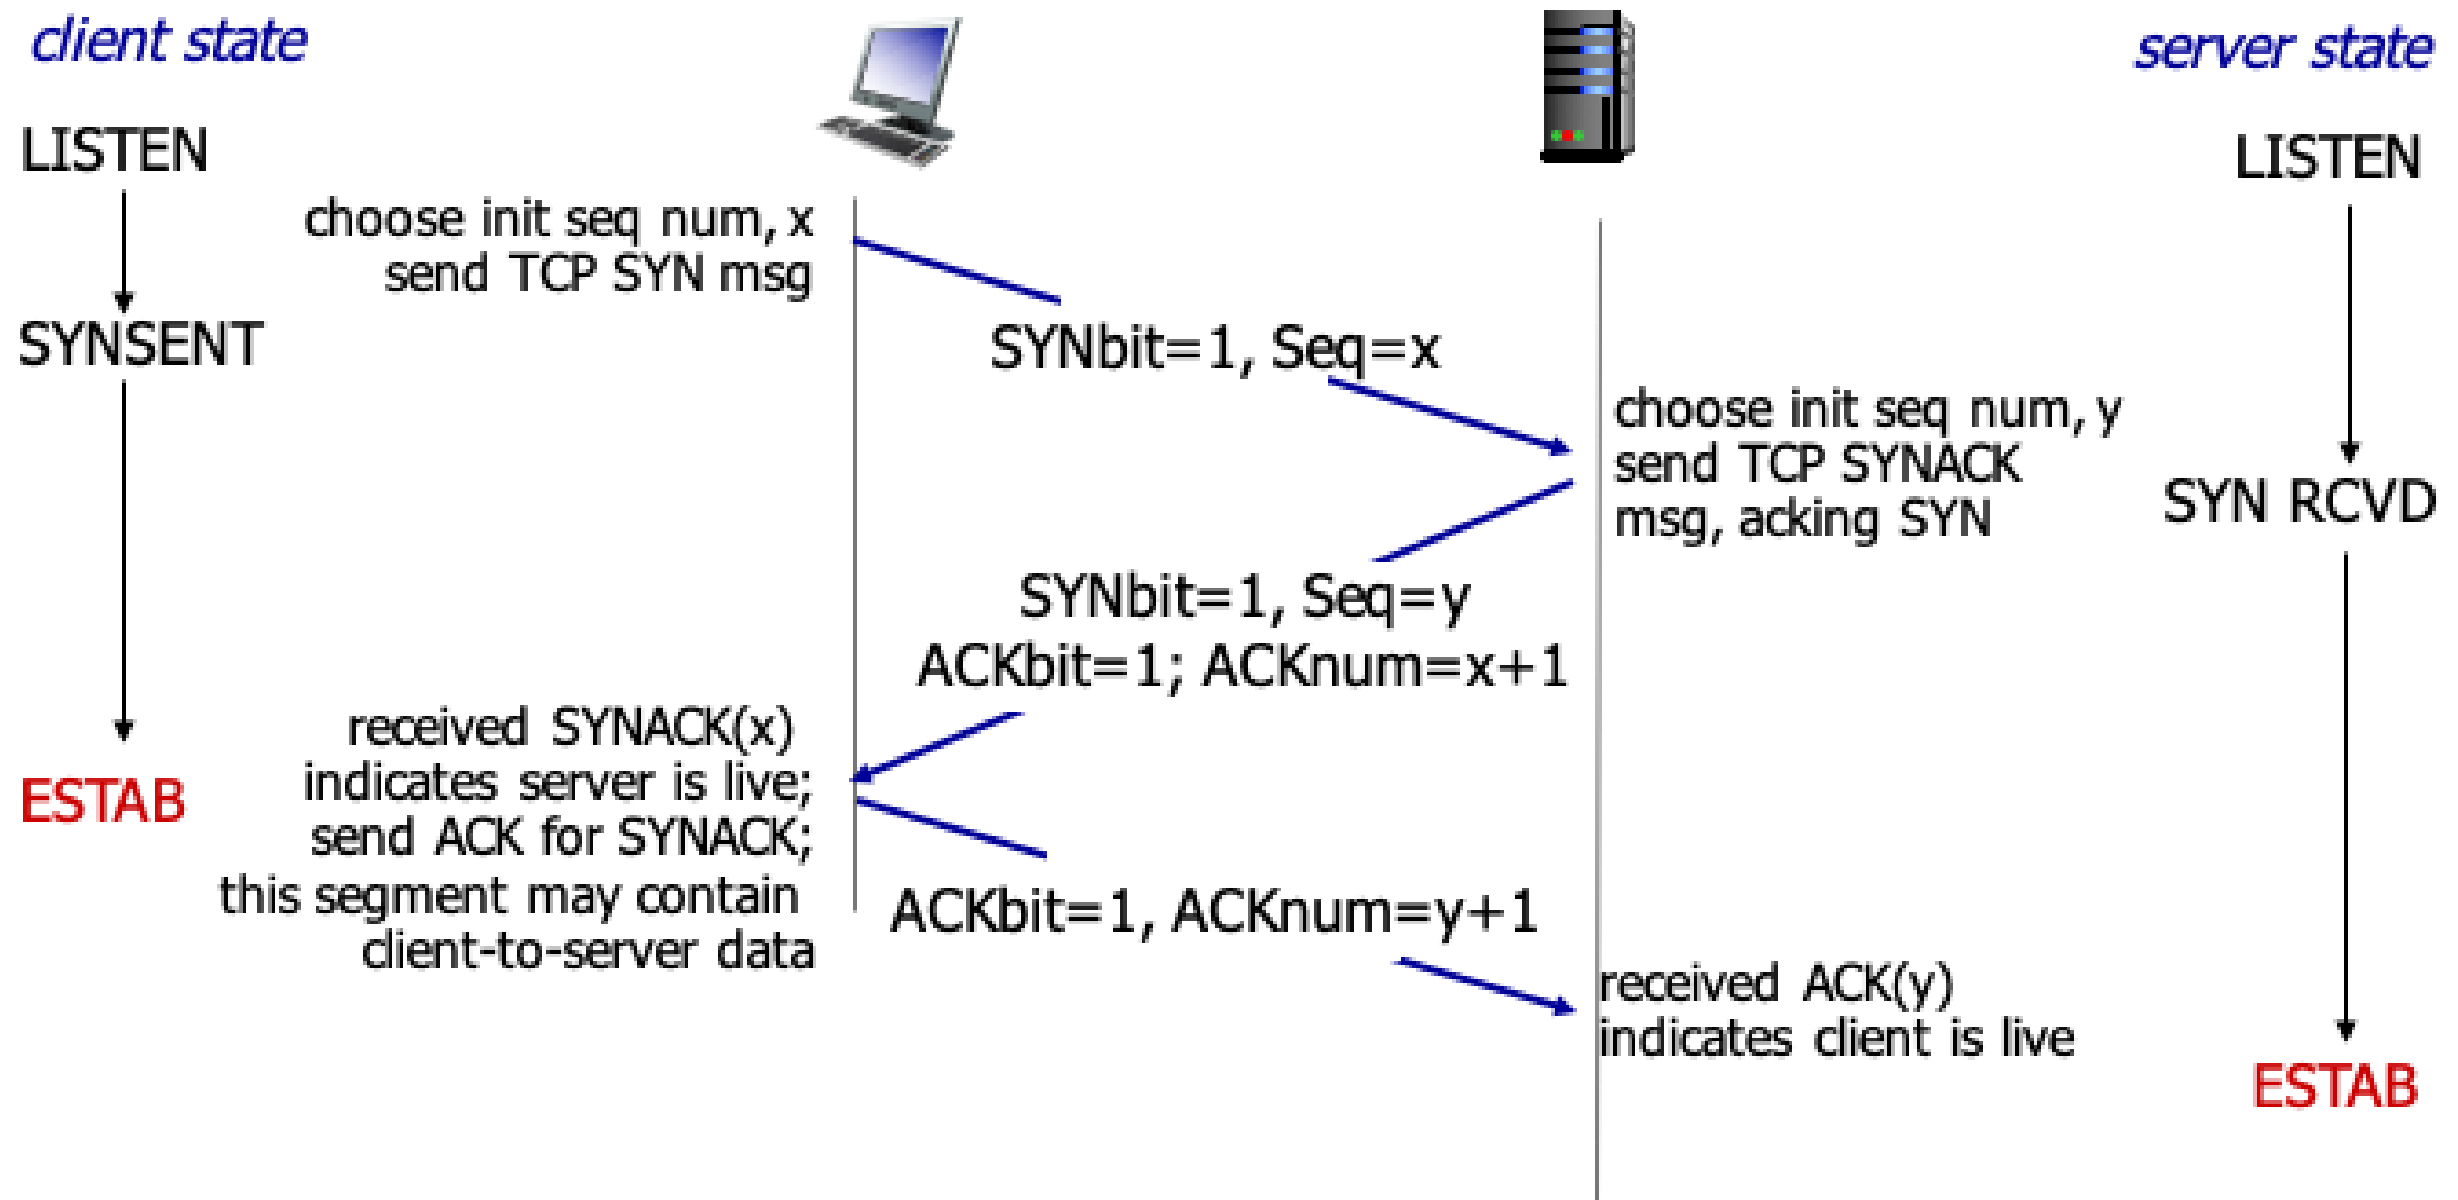 client state
server state
LISTEN
LISTEN
choose init seq num, x
send TCP SYN msg
SYNSENT
SYNbit=1, Seq=x
choose init seq num, y
send TCP SYNACK
msg, acking SYN
SYN RCVD
SYNbit=1, Seq=y
ACKbit=1; ACKnum=x+1
received SYNACK(x)
indicates server is live;
send ACK for SYNACK;
this segment may contain
client-to-server data
ESTAB
ACKbit=1, ACKnum=y+1
received ACK(y)
indicates client is live
ESTAB